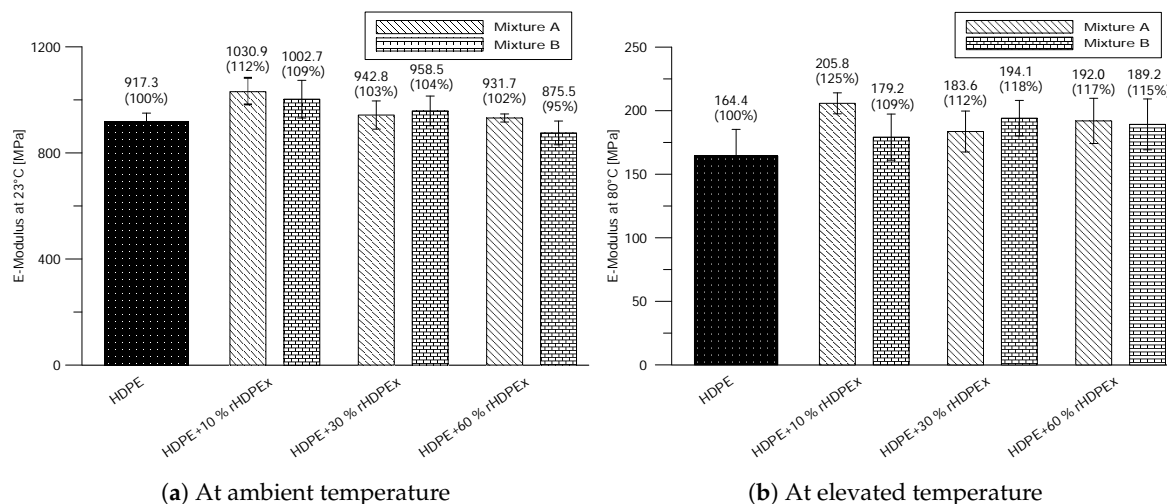 Mixture A
Mixture B
1200
900
600
300
0
E-Modulus at 23°C [MPa]
917.3
(100%)
1030.9
(112%)
1002.7
(109%)
942.8
(103%)
958.5
(104%)
931.7
(102%)
875.5
(95%)
HDPE
HDPE+10 % rHDPEx
HDPE+30 % rHDPEx
HDPE+60 % rHDPEx
(a) At ambient temperature
Mixture A
Mixture B
250
200
150
100
50
0
E-Modulus at 80°C [MPa]
164.4
(100%)
205.8
(125%)
179.2
(109%)
183.6
(112%)
194.1
(118%)
192.0
(117%)
189.2
(115%)
HDPE
HDPE+10 % rHDPEx
HDPE+30 % rHDPEx
HDPE+60 % rHDPEx
(b) At elevated temperature